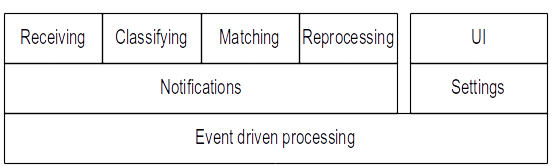 Receiving Classifying Matching Reprocessing UI
Notifications Settings
Event driven processing